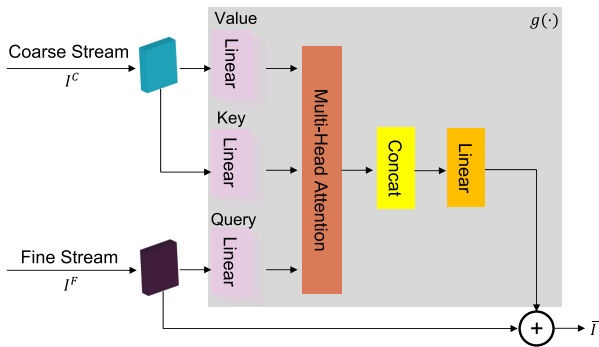 Value
g(·)
Coarse Stream
I^C
Linear
Key
Linear
Multi-Head Attention
Concat
Linear
Query
Linear
Fine Stream
I^F
+
Ī